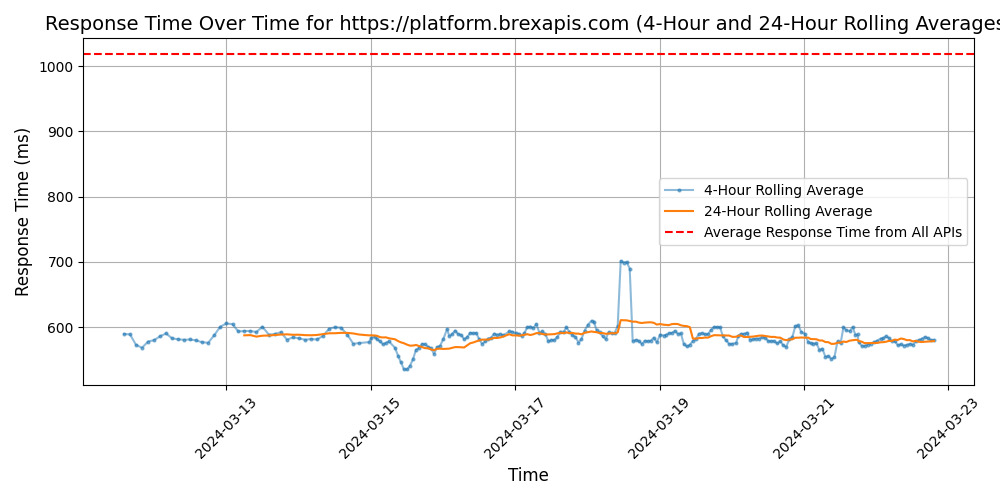 Response Time Over Time for https://platform.brexapis.com (4-Hour and 24-Hour Rolling Averages
1000
900
800
700
600
Response Time (ms)
4-Hour Rolling Average
24-Hour Rolling Average
Average Response Time from All APIs
2024-03-13
2024-03-15
2024-03-17
2024-03-19
2024-03-21
2024-03-23
Time